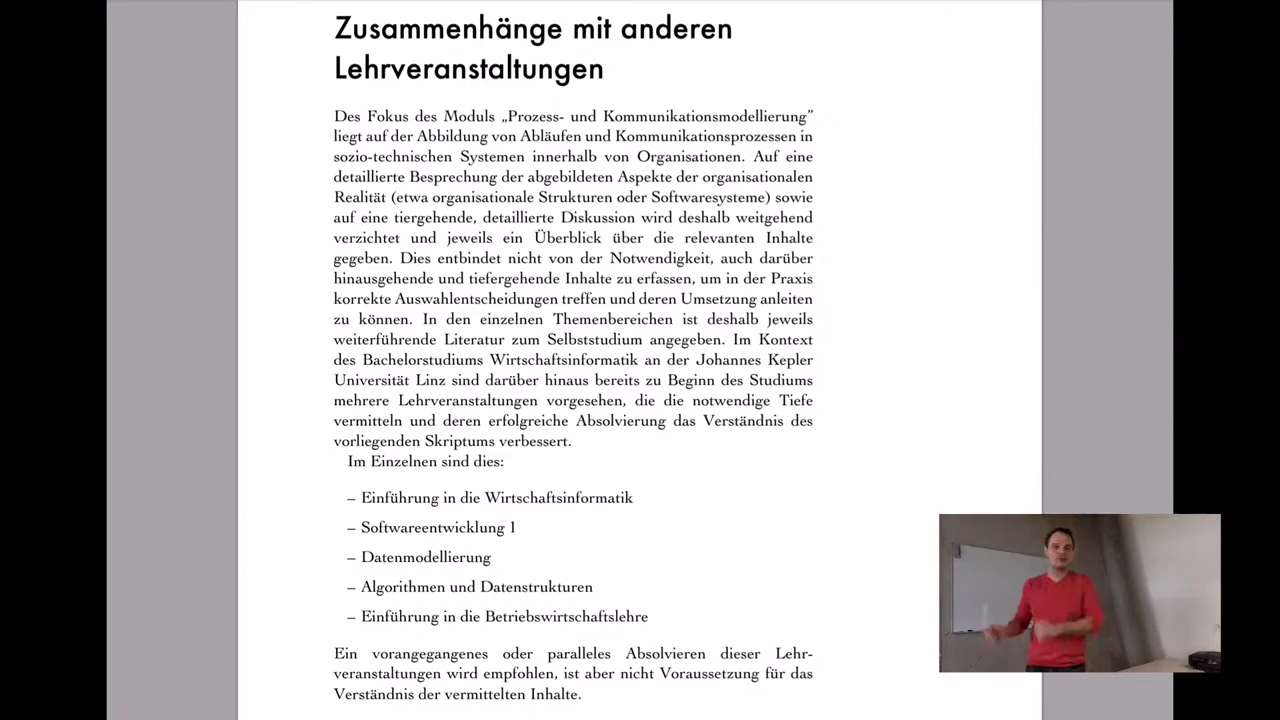 Zusammenhänge mit anderen
Lehrveranstaltungen
Des Fokus des Moduls „Prozess- und Kommunikationsmodellierung”
liegt auf der Abbildung von Abläufen und Kommunikationsprozessen in
sozio-technischen Systemen innerhalb von Organisationen. Auf eine
detaillierte Besprechung der abgebildeten Aspekte der organisationalen
Realität (etwa organisationale Strukturen oder Softwaresysteme) sowie
auf eine tiergehende, detaillierte Diskussion wird deshalb weitgehend
verzichtet und jeweils ein Überblick über die relevanten Inhalte
gegeben. Dies entbindet nicht von der Notwendigkeit, auch darüber
hinausgehende und tiefergehende Inhalte zu erfassen, um in der Praxis
korrekte Auswahlentscheidungen treffen und deren Umsetzung anleiten
zu können. In den einzelnen Themenbereichen ist deshalb jeweils
weiterführende Literatur zum Selbststudium angegeben. Im Kontext
des Bachelorstudiums Wirtschaftsinformatik an der Johannes Kepler
Universität Linz sind darüber hinaus bereits zu Beginn des Studiums
mehrere Lehrveranstaltungen vorgesehen, die die notwendige Tiefe
vermitteln und deren erfolgreiche Absolvierung das Verständnis des
vorliegenden Skriptums verbessert.
Im Einzelnen sind dies:
– Einführung in die Wirtschaftsinformatik
– Softwareentwicklung 1
– Datenmodellierung
– Algorithmen und Datenstrukturen
– Einführung in die Betriebswirtschaftslehre
Ein vorangegangenes oder paralleles Absolvieren dieser Lehr-
veranstaltungen wird empfohlen, ist aber nicht Voraussetzung für das
Verständnis der vermittelten Inhalte.